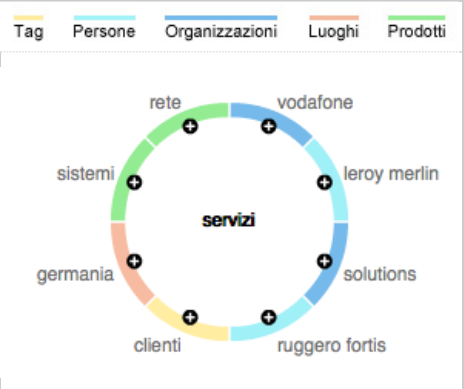 Tag Persone Organizzazioni Luoghi Prodotti
rete vodafone
sistemi leroy merlin
servizi
germania solutions
clienti ruggero fortis